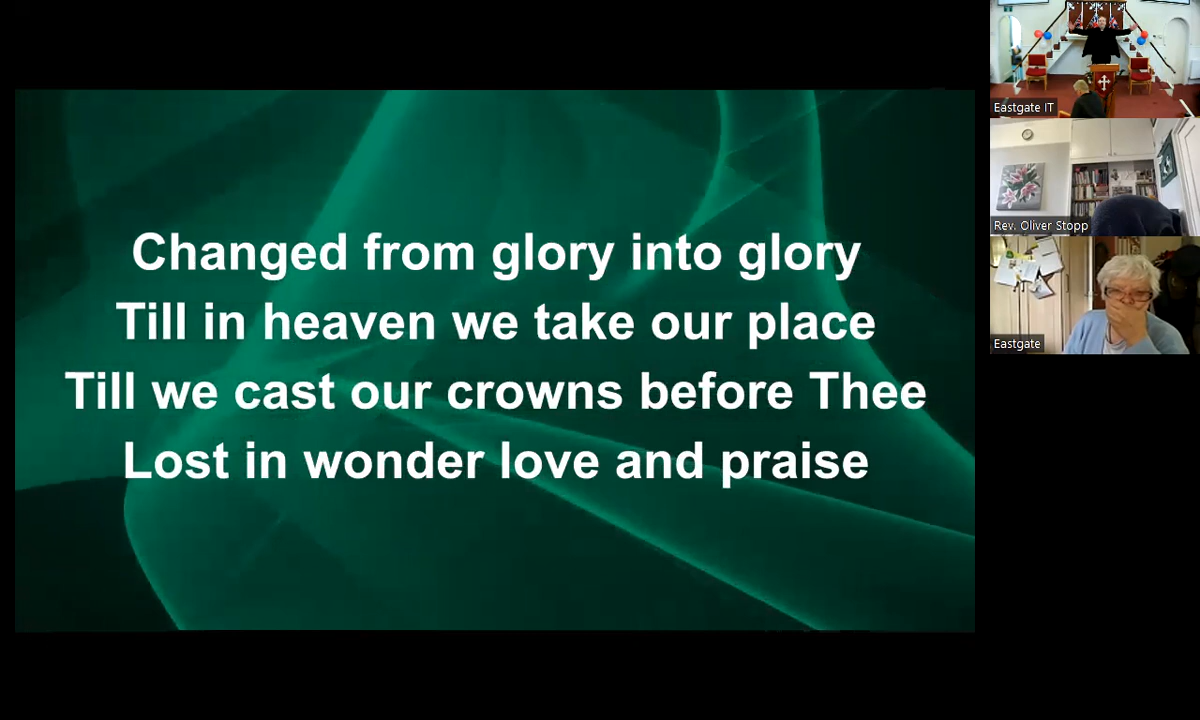 Changed from glory into glory
Till in heaven we take our place
Till we cast our crowns before Thee
Lost in wonder love and praise
Eastgate IT
Rev. Oliver Stopp
Eastgate